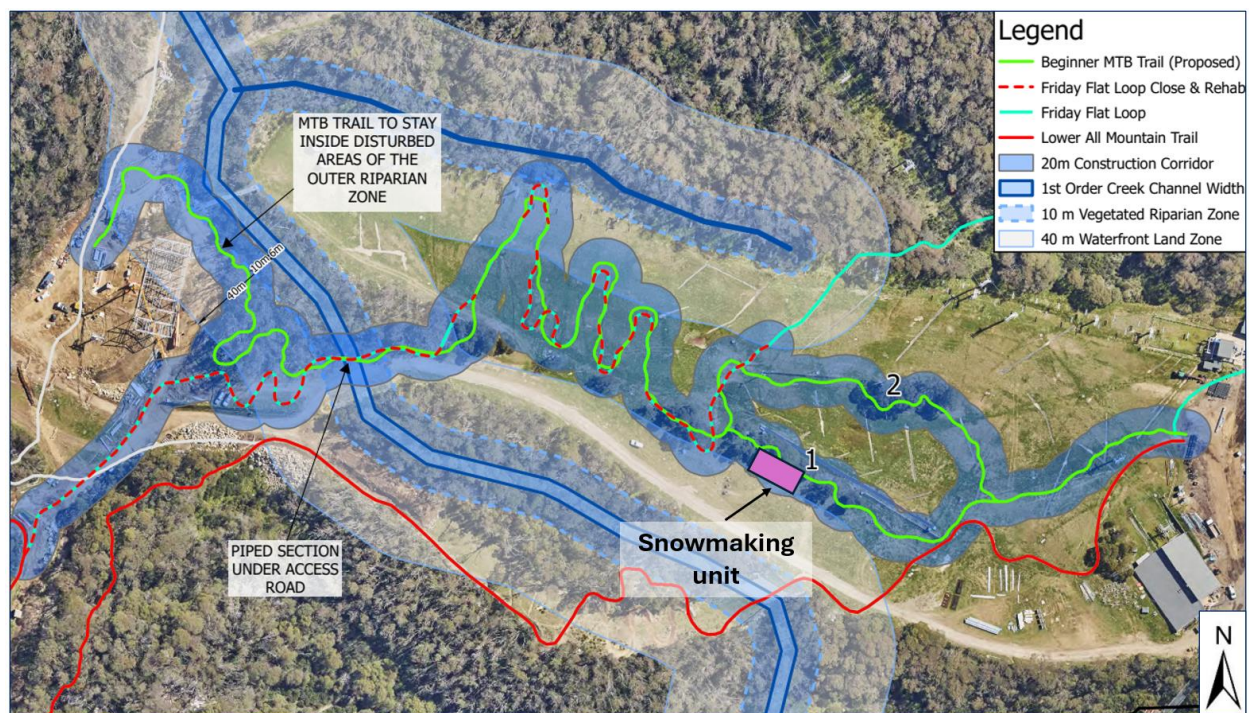 Legend
Beginner MTB Trail (Proposed)
Friday Flat Loop Close & Rehab
Friday Flat Loop
Lower All Mountain Trail
20m Construction Corridor
1st Order Creek Channel Width
10 m Vegetated Riparian Zone
40 m Waterfront Land Zone
MTB TRAIL TO STAY
INSIDE DISTURBED
AREAS OF THE
OUTER RIPARIAN
ZONE
40m 10m 6m
2
1
Snowmaking
unit
PIPED SECTION
UNDER ACCESS
ROAD
N